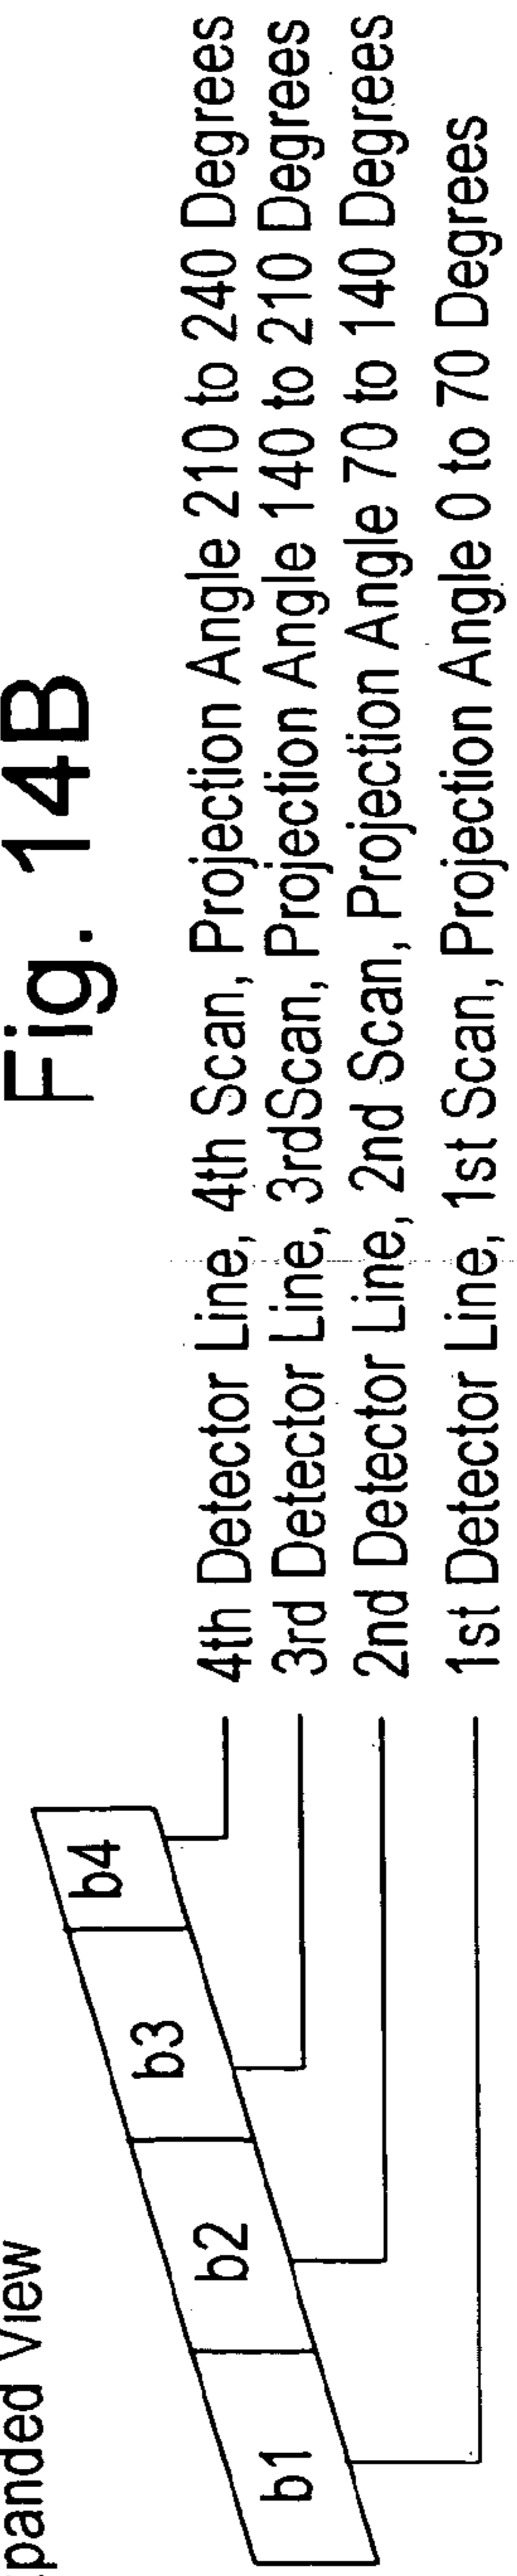 Fig. 14B
panded View
b1
b2
b3
b4
4th Detector Line, 4th Scan, Projection Angle 210 to 240 Degrees
3rd Detector Line, 3rdScan, Projection Angle 140 to 210 Degrees
2nd Detector Line, 2nd Scan, Projection Angle 70 to 140 Degrees
1st Detector Line, 1st Scan, Projection Angle 0 to 70 Degrees